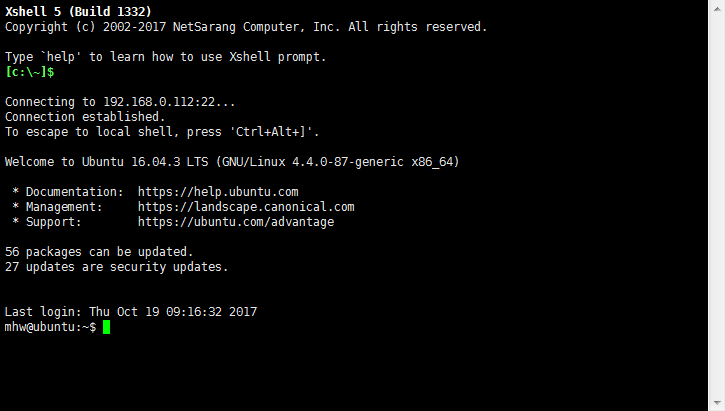 Xshell 5 (Build 1332)
Copyright (c) 2002-2017 NetSarang Computer, Inc. All rights reserved.
Type `help' to learn how to use Xshell prompt.
[c:\~]$
Connecting to 192.168.0.112:22...
Connection established.
To escape to local shell, press 'Ctrl+Alt+]'.
Welcome to Ubuntu 16.04.3 LTS (GNU/Linux 4.4.0-87-generic x86_64)
 * Documentation:  https://help.ubuntu.com
 * Management:     https://landscape.canonical.com
 * Support:        https://ubuntu.com/advantage
56 packages can be updated.
27 updates are security updates.
Last login: Thu Oct 19 09:16:32 2017
mhw@ubuntu:~$